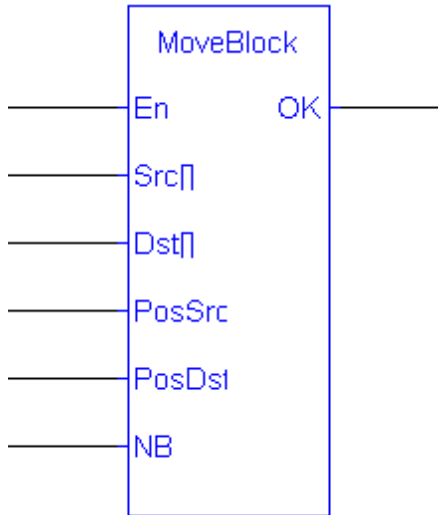 MoveBlock
En OK
Src[]
Dst[]
PosSrc
PosDst
NB